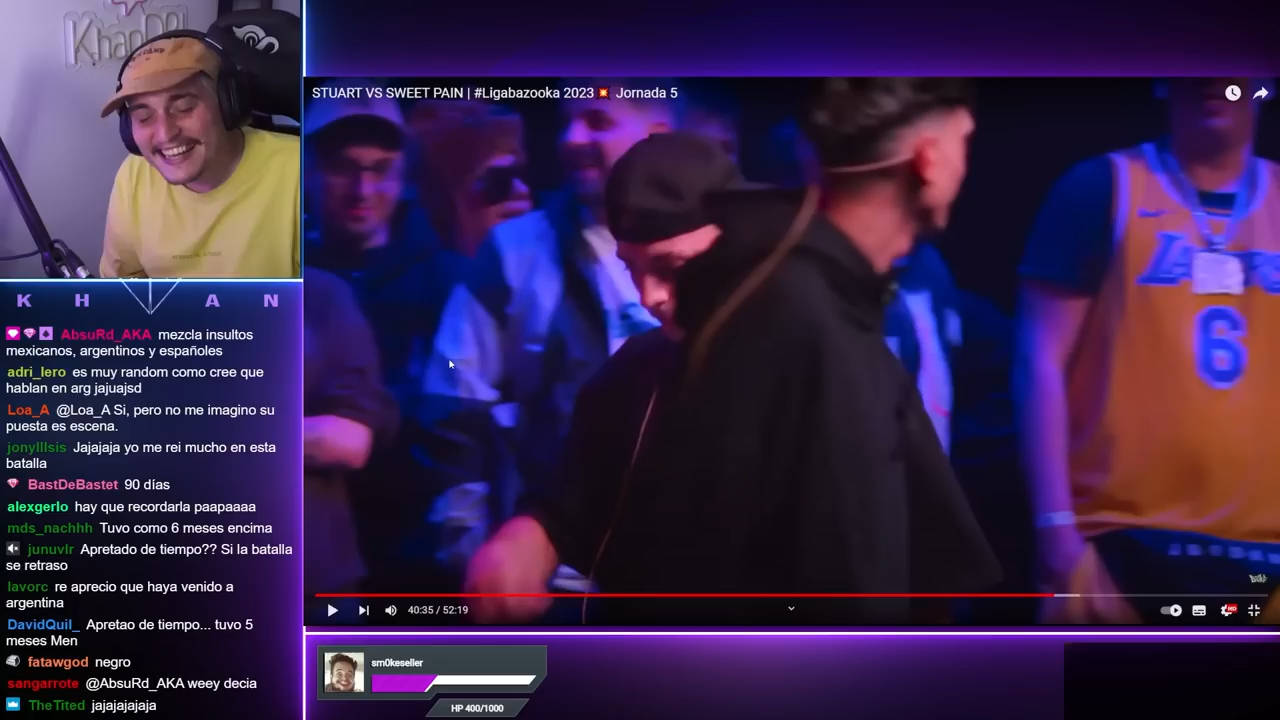 Khan
K H A N
AbsuRd_AKA mezcla insultos
mexicanos, argentinos y españoles
adri_lero es muy random como cree que
hablan en arg jajuajsd
Loa_A @Loa_A Si, pero no me imagino su
puesta es escena.
jonylllsis Jajajaja yo me rei mucho en esta
batalla
BastDeBastet 90 días
alexgerlo hay que recordarla paapaaaa
mds_nachhh Tuvo como 6 meses encima
junuvlr Apretado de tiempo?? Si la batalla
se retraso
lavorc re aprecio que haya venido a
argentina
DavidQuil_ Apretao de tiempo... tuvo 5
meses Men
fatawgod negro
sangarrote @AbsuRd_AKA weey decia
TheTited jajajajajaja
STUART VS SWEET PAIN | #Ligabazooka 2023💥 Jornada 5
6
40:35 / 52:19
HD
sm0keseller
HP 400/1000